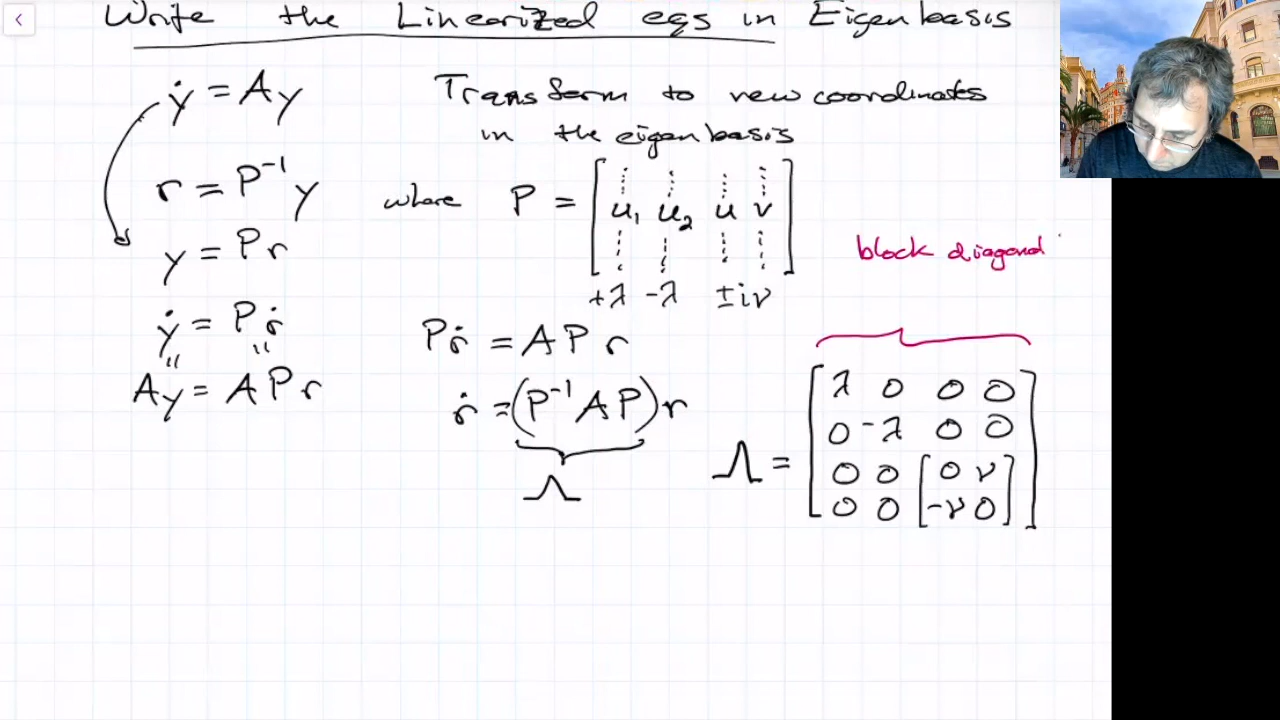 Write the Linearized eqs in Eigenbasis
ẏ = Ay
Transform to new coordinates
in the eigenbasis
r = P⁻¹ y
where P = [ u₁ u₂ u v ]
+λ -λ ±iν
y = Pr
block diagonal
ẏ = Pṙ
" "
Ay = APr
Pṙ = APr
ṙ = (P⁻¹AP)r
Λ
Λ =
λ 0 0 0
0 -λ 0 0
0 0 [ 0 ν
0 0 -ν 0 ]